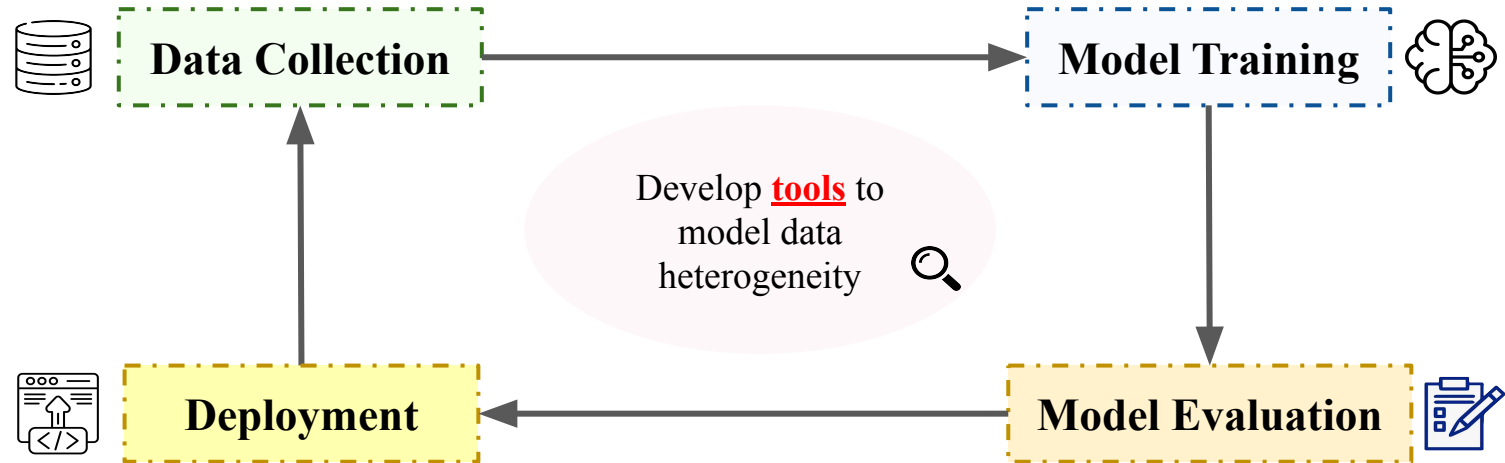 Data Collection
Model Training
Develop tools to
model data
heterogeneity
Deployment
Model Evaluation
</>